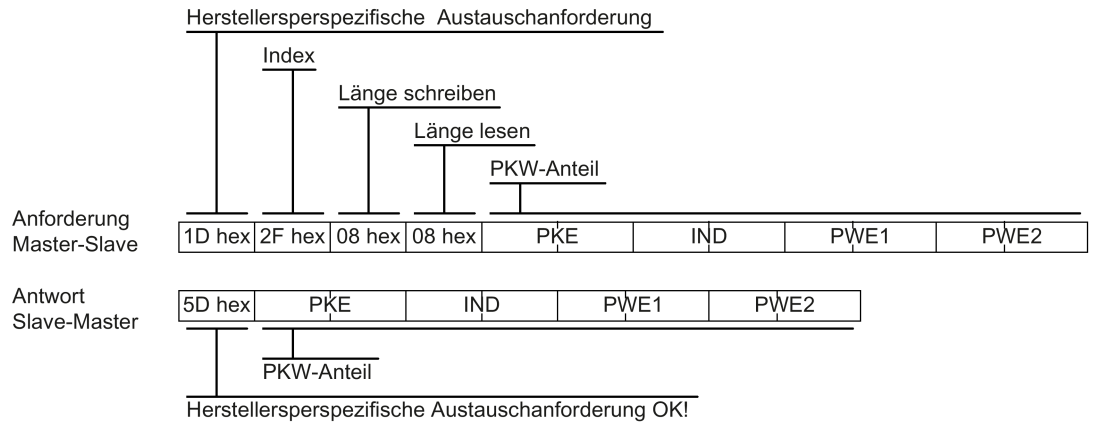 Herstellersperspezifische Austauschanforderung
Index
Länge schreiben
Länge lesen
PKW-Anteil
Anforderung
Master-Slave
1D hex 2F hex 08 hex 08 hex PKE IND PWE1 PWE2
Antwort
Slave-Master
5D hex PKE IND PWE1 PWE2
PKW-Anteil
Herstellersperspezifische Austauschanforderung OK!